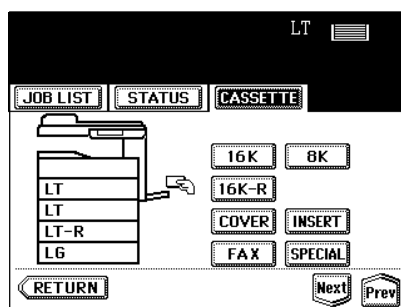 LT
JOB LIST STATUS CASSETTE
16K 8K
LT 16K-R
LT
LT-R COVER INSERT
LG FAX SPECIAL
RETURN Next Prev